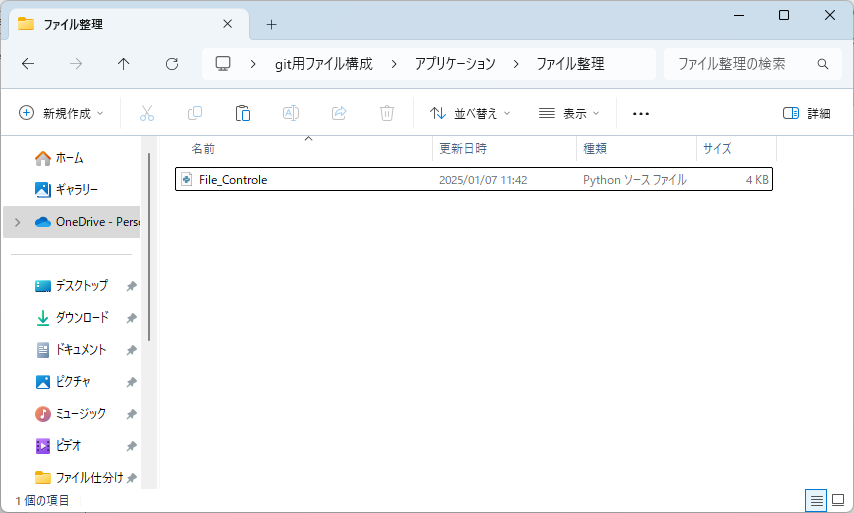 ファイル整理
git用ファイル構成 アプリケーション ファイル整理 ファイル整理の検索
新規作成 並べ替え 表示 詳細
名前 更新日時 種類 サイズ
File_Controle 2025/01/07 11:42 Python ソース ファイル 4 KB
ホーム
ギャラリー
OneDrive - Perso
デスクトップ
ダウンロード
ドキュメント
ピクチャ
ミュージック
ビデオ
ファイル仕分け
1 個の項目